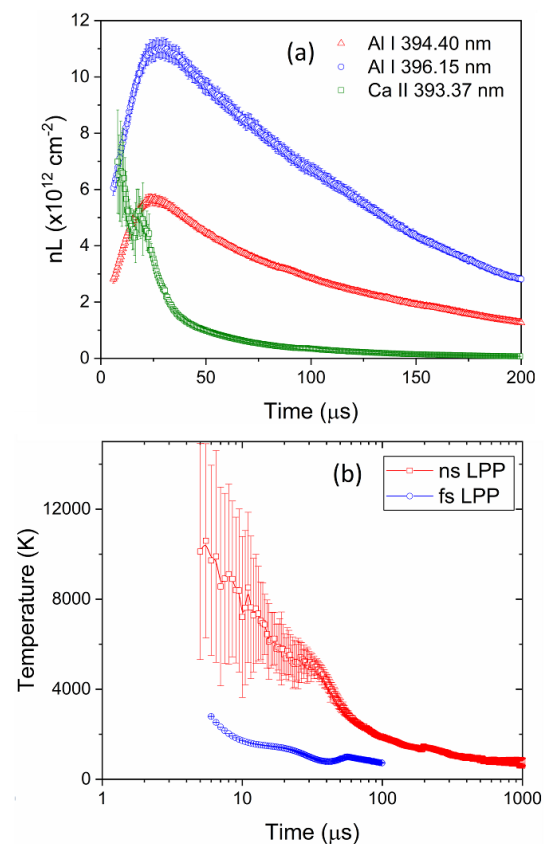 (a)
Al I 394.40 nm
Al I 396.15 nm
Ca II 393.37 nm
nL (x10¹² cm⁻²)
12
10
8
6
4
2
0
0 50 100 150 200
Time (μs)
(b)
ns LPP
fs LPP
Temperature (K)
12000
8000
4000
0
1 10 100 1000
Time (μs)